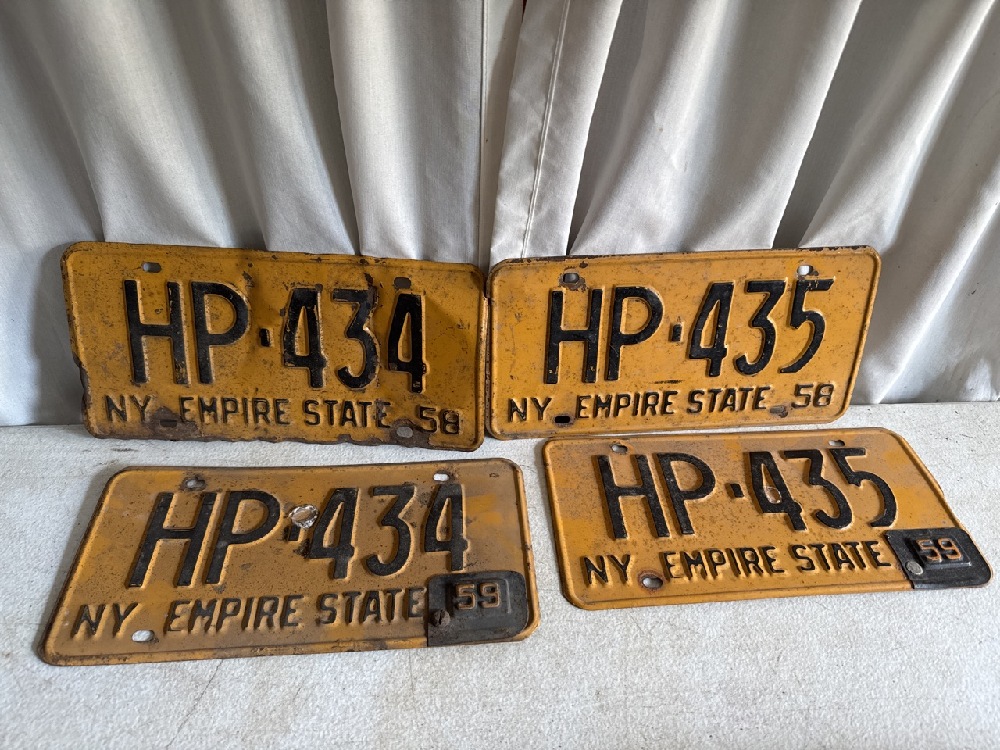 HP·434
NY EMPIRE STATE 58
HP·435
NY EMPIRE STATE 58
HP·434
NY EMPIRE STATE 59
HP·435
NY EMPIRE STATE 59